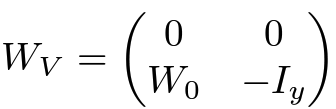 W_V = \begin{pmatrix} 0 & 0 \\ W_0 & -I_y \end{pmatrix}